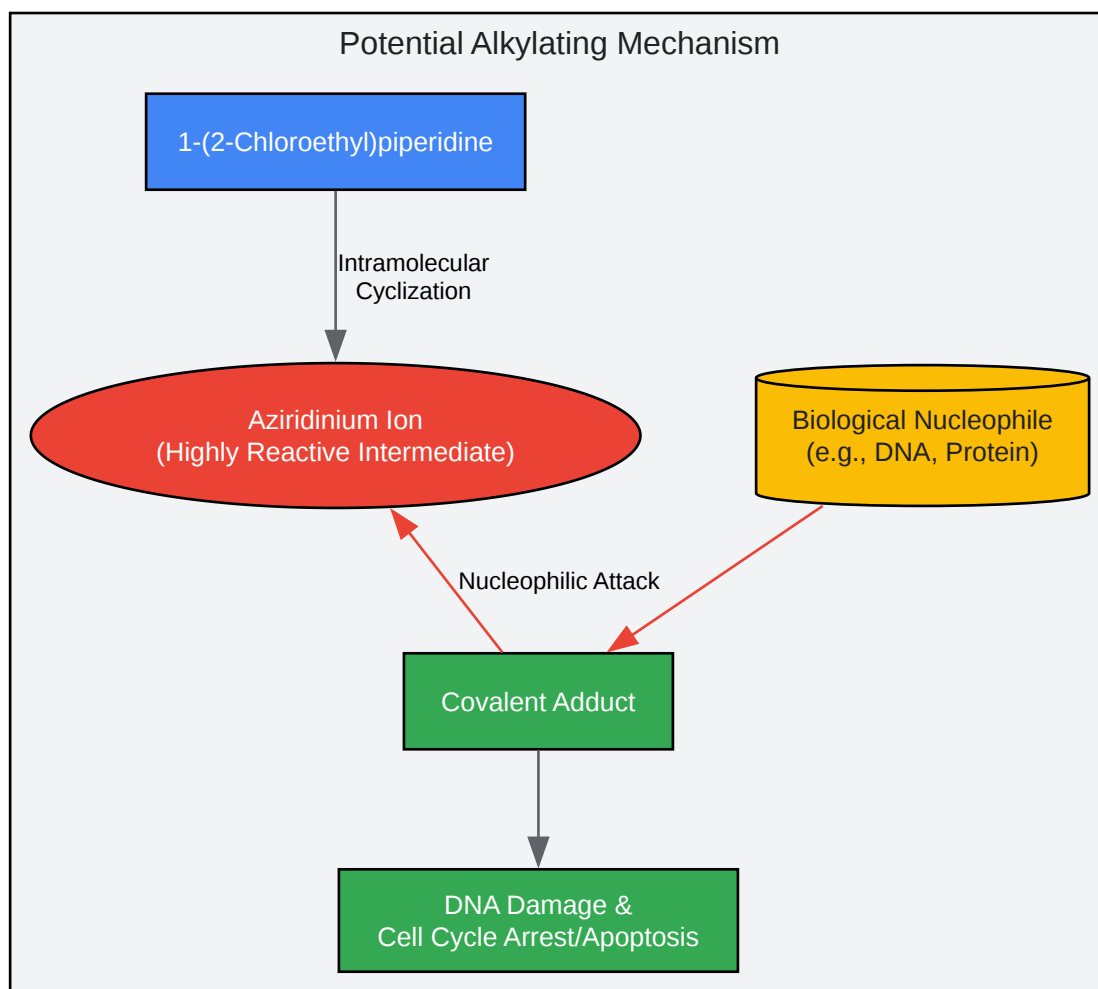 Potential Alkylating Mechanism
1-(2-Chloroethyl)piperidine
Intramolecular
Cyclization
Aziridinium Ion
(Highly Reactive Intermediate)
Biological Nucleophile
(e.g., DNA, Protein)
Nucleophilic Attack
Covalent Adduct
DNA Damage &
Cell Cycle Arrest/Apoptosis